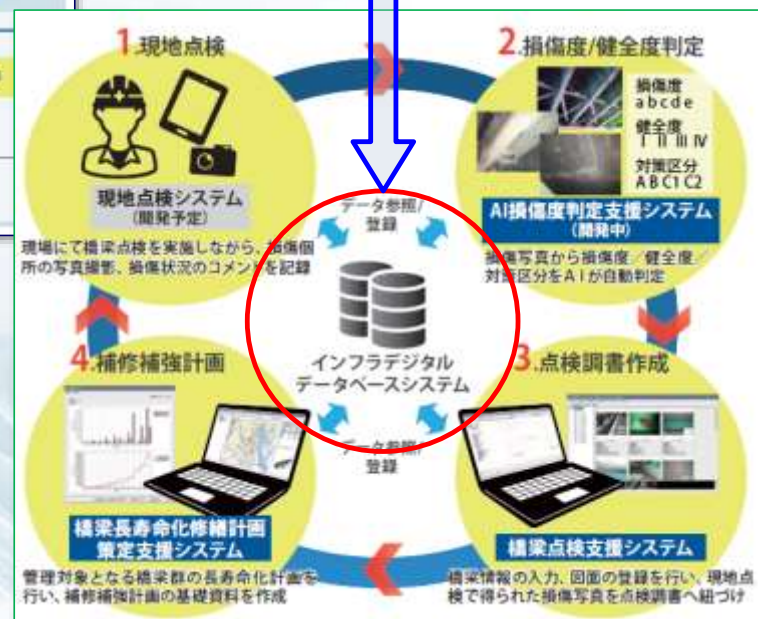 1.現地点検
現地点検システム
(開発予定)
現場にて橋梁点検を実施しながら、損傷個
所の写真撮影、損傷状況のコメントを記録
2.損傷度/健全度判定
損傷度
a b c d e
健全度
I II III IV
対策区分
A B C1 C2
AI損傷度判定支援システム
(開発中)
損傷写真から損傷度/健全度/
対策区分をAIが自動判定
データ参照/
登録
インフラデジタル
データベースシステム
データ参照/
登録
4.補修補強計画
橋梁長寿命化修繕計画
策定支援システム
管理対象となる橋梁群の長寿命化計画を
行い、補修補強計画の基礎資料を作成
3.点検調書作成
橋梁点検支援システム
橋梁情報の入力、図面の登録を行い、現地点
検で得られた損傷写真を点検調書へ紐づけ